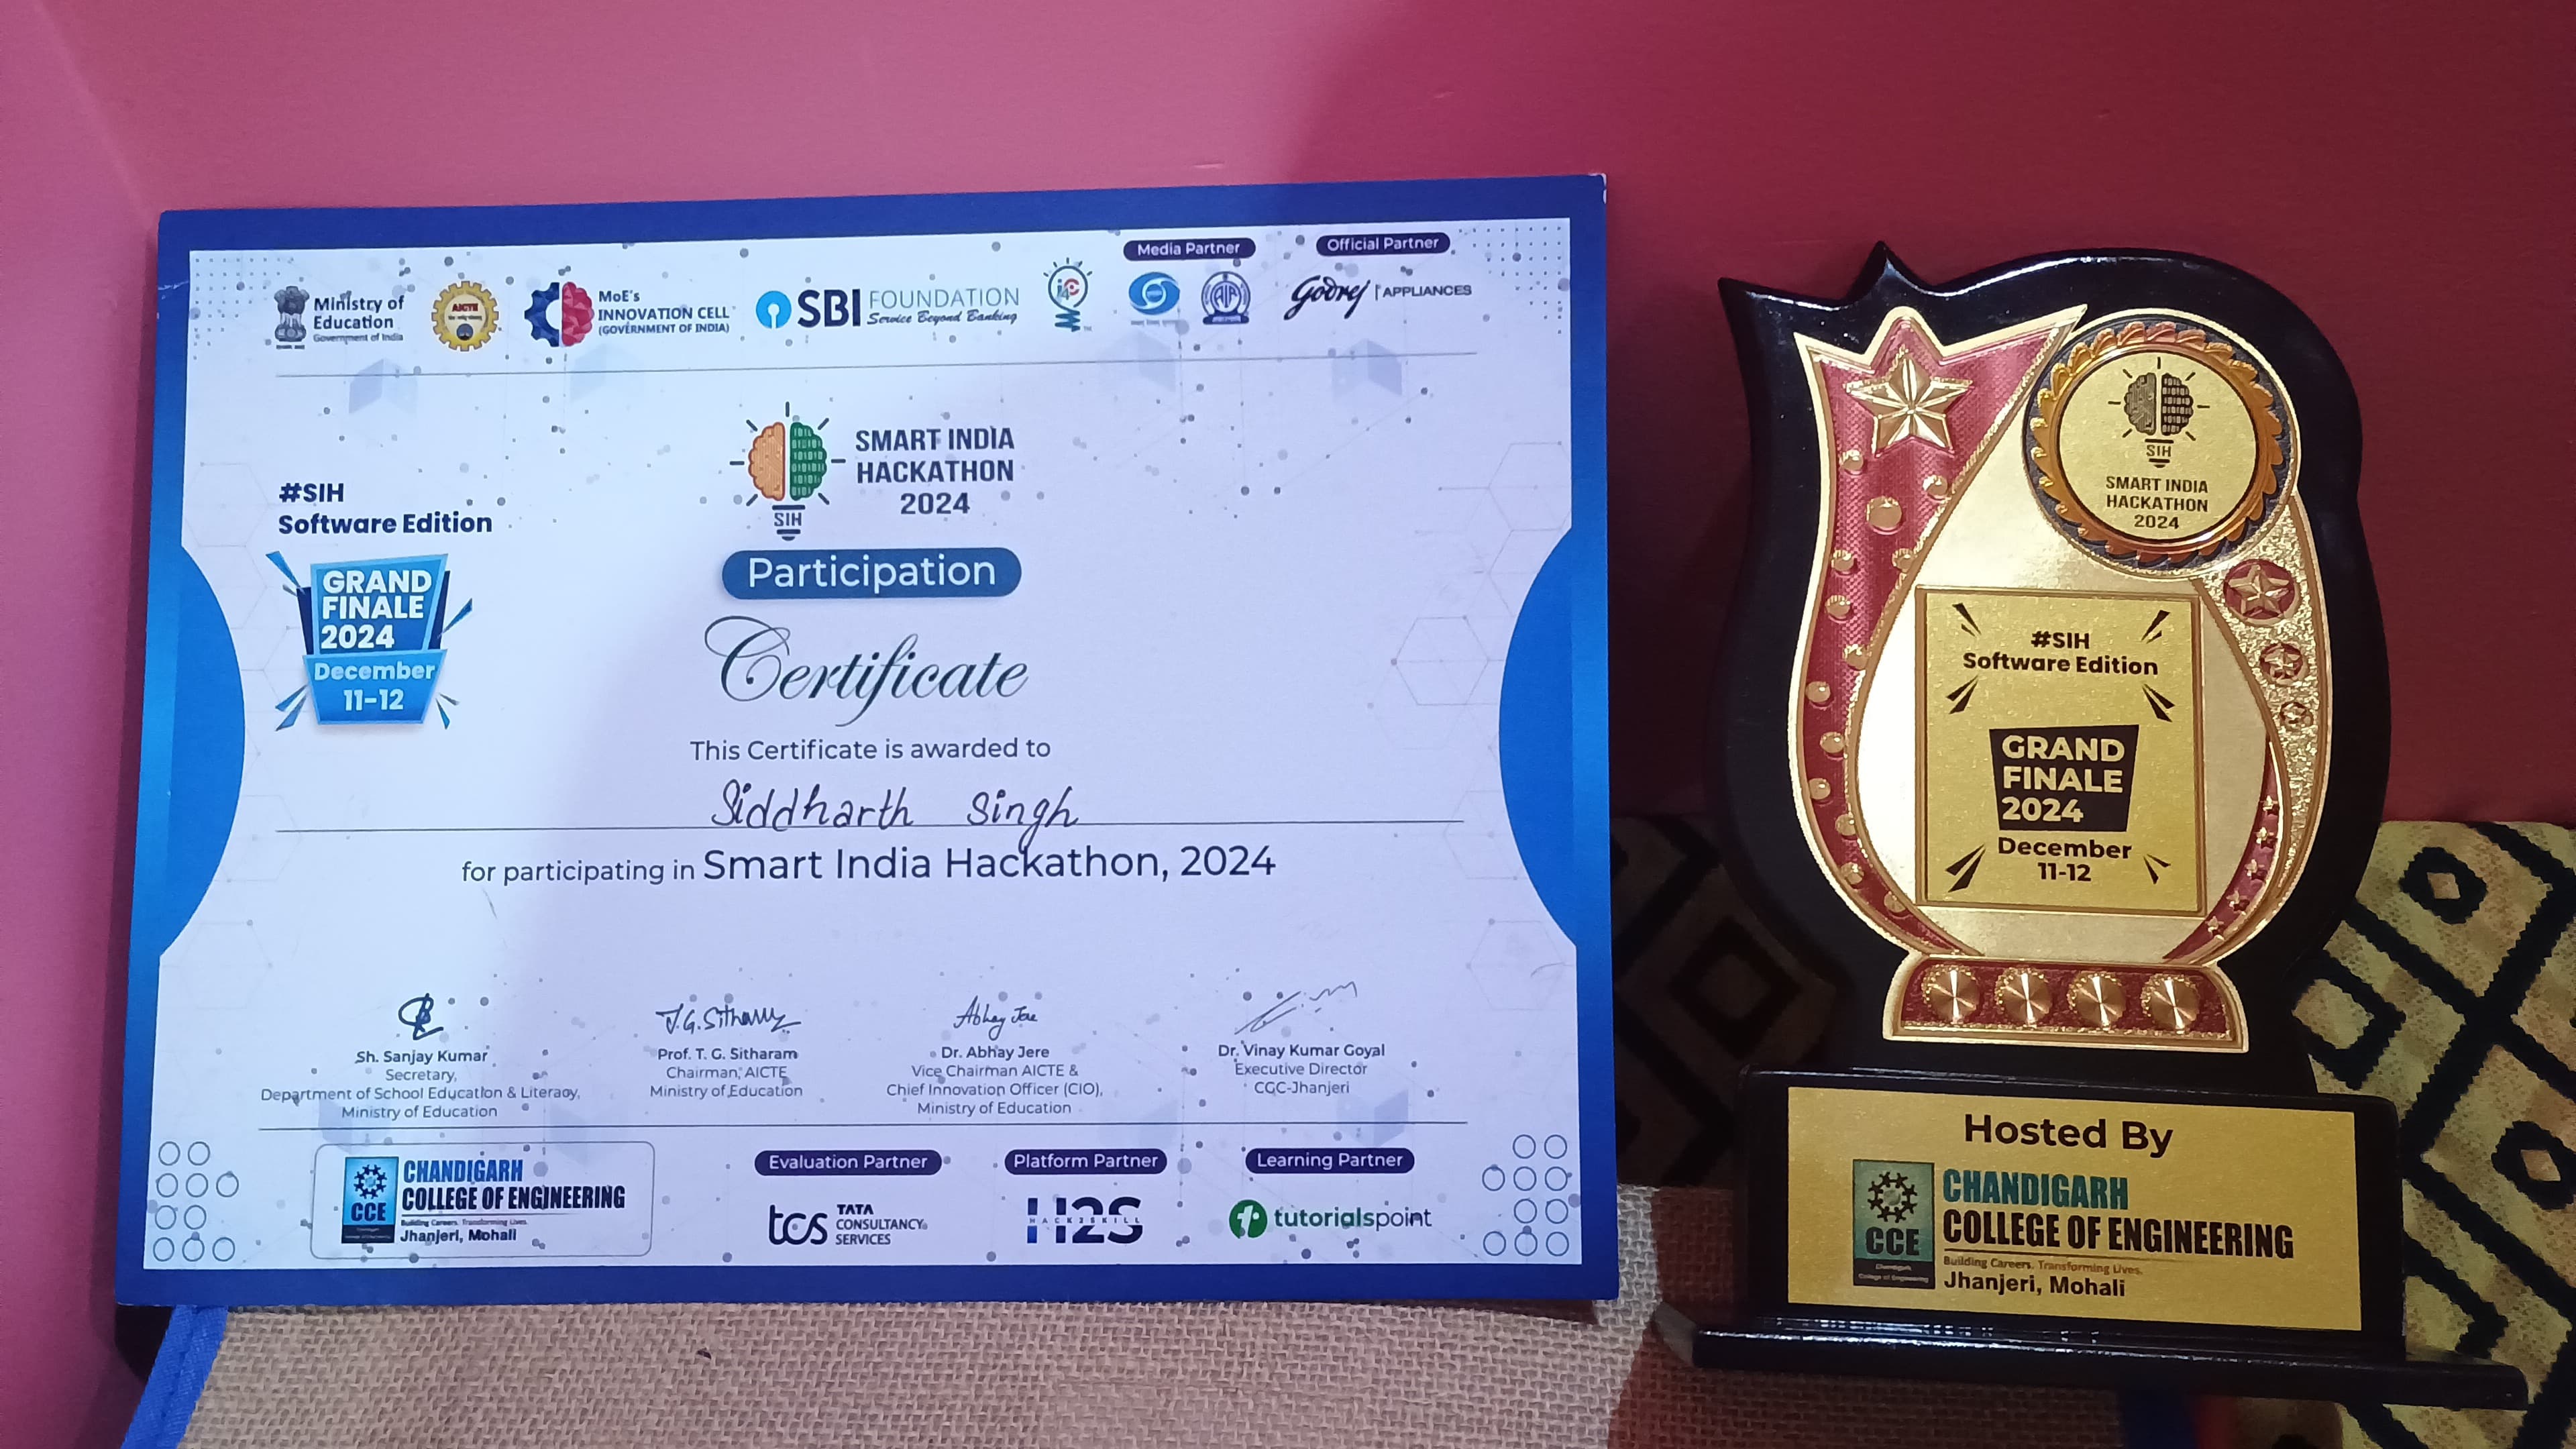 Media Partner
Official Partner
Ministry of
Education
Government of India
AICTE
MoE's
INNOVATION CELL
(GOVERNMENT OF INDIA)
SBI FOUNDATION
Service Beyond Banking
Godrej | APPLIANCES
#SIH
Software Edition
GRAND
FINALE
2024
December
11-12
SIH
SMART INDIA
HACKATHON
2024
Participation
Certificate
This Certificate is awarded to
Siddharth Singh
for participating in Smart India Hackathon, 2024
J.G.Sitharam
Abhay Jere
Sh. Sanjay Kumar
Secretary,
Department of School Education & Literacy,
Ministry of Education
Prof. T. G. Sitharam
Chairman, AICTE
Ministry of Education
Dr. Abhay Jere
Vice Chairman AICTE &
Chief Innovation Officer (CIO),
Ministry of Education
Dr. Vinay Kumar Goyal
Executive Director
CGC-Jhanjeri
CCE
CHANDIGARH
COLLEGE OF ENGINEERING
Building Careers. Transforming Lives.
Jhanjeri, Mohali
Evaluation Partner
tcs TATA
CONSULTANCY
SERVICES
Platform Partner
H2S
HACK2SKILL
Learning Partner
tutorialspoint
SIH
SMART INDIA
HACKATHON
2024
#SIH
Software Edition
GRAND
FINALE
2024
December
11-12
Hosted By
CCE
Chandigarh
College of Engineering
CHANDIGARH
COLLEGE OF ENGINEERING
Building Careers. Transforming Lives.
Jhanjeri, Mohali